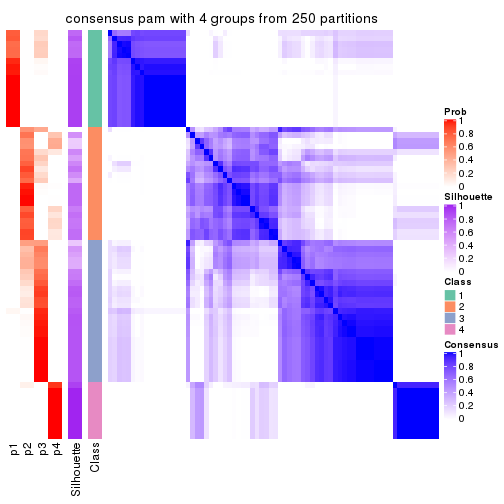 consensus pam with 4 groups from 250 partitions
Prob
1
0.8
0.6
0.4
0.2
0
Silhouette
1
0.8
0.6
0.4
0.2
0
Class
1
2
3
4
Consensus
1
0.8
0.6
0.4
0.2
0
p1
p2
p3
p4
Silhouette
Class